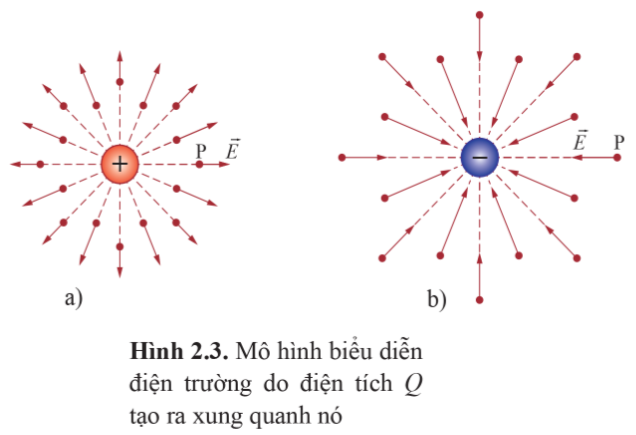 +
P
E⃗
a)
−
E⃗
P
b)
Hình 2.3. Mô hình biểu diễn
điện trường do điện tích Q
tạo ra xung quanh nó